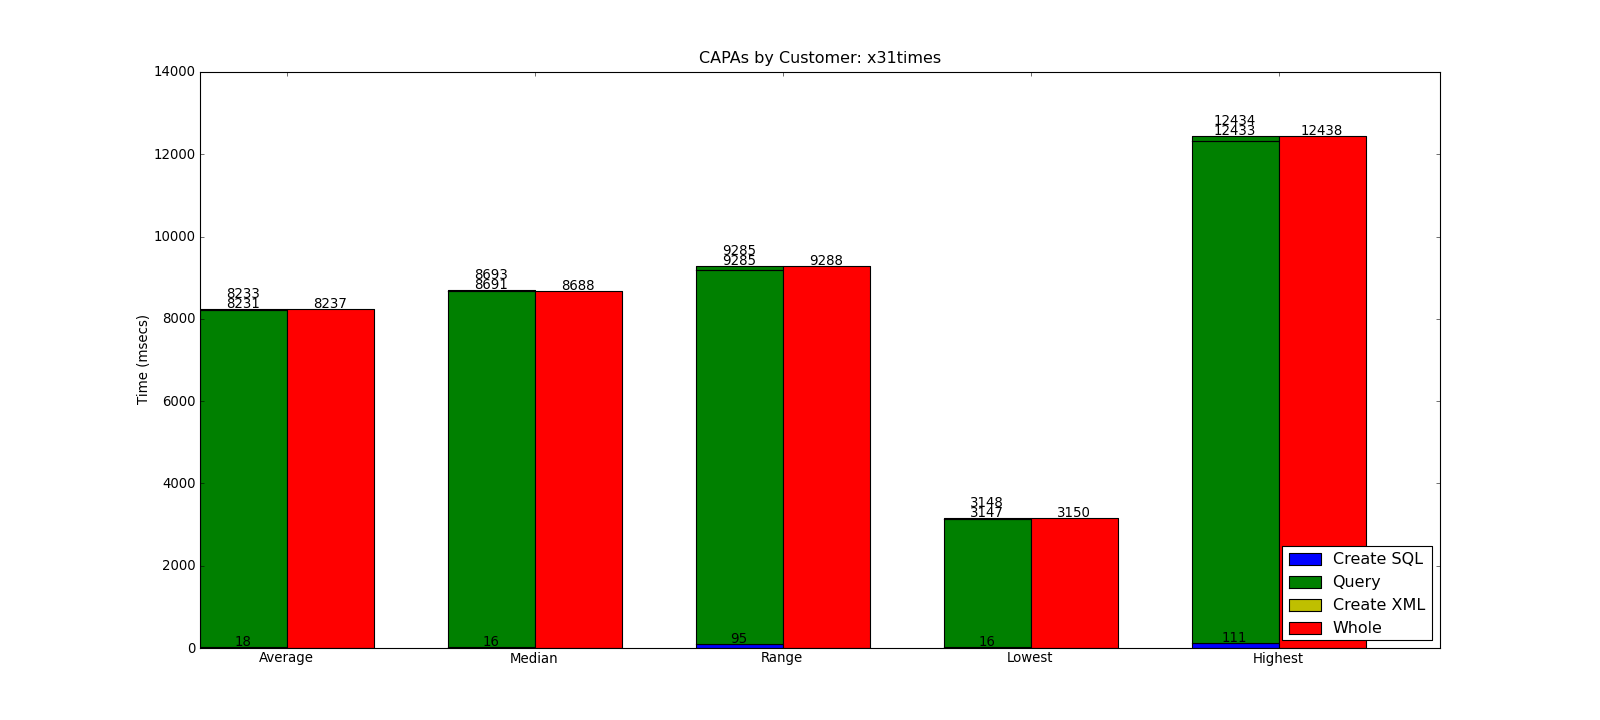 CAPAs by Customer: x31times
14000
12000
10000
8000
6000
4000
2000
0
Time (msecs)
8233
8231
8237
18
8693
8691
8688
16
9285
9285
9288
95
3148
3147
3150
16
12434
12433
12438
111
Average
Median
Range
Lowest
Highest
Create SQL
Query
Create XML
Whole